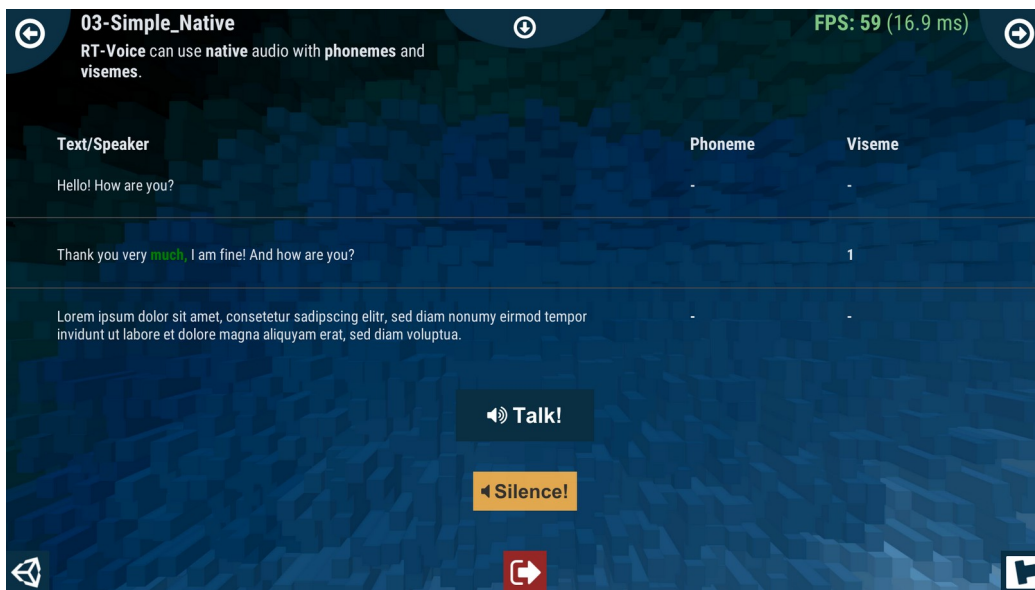 03-Simple_Native
FPS: 59 (16.9 ms)
RT-Voice can use native audio with phonemes and
visemes.
Text/Speaker Phoneme Viseme
Hello! How are you? - -
Thank you very much, I am fine! And how are you? 1
Lorem ipsum dolor sit amet, consetetur sadipscing elitr, sed diam nonumy eirmod tempor - -
invidunt ut labore et dolore magna aliquyam erat, sed diam voluptua.
Talk!
Silence!